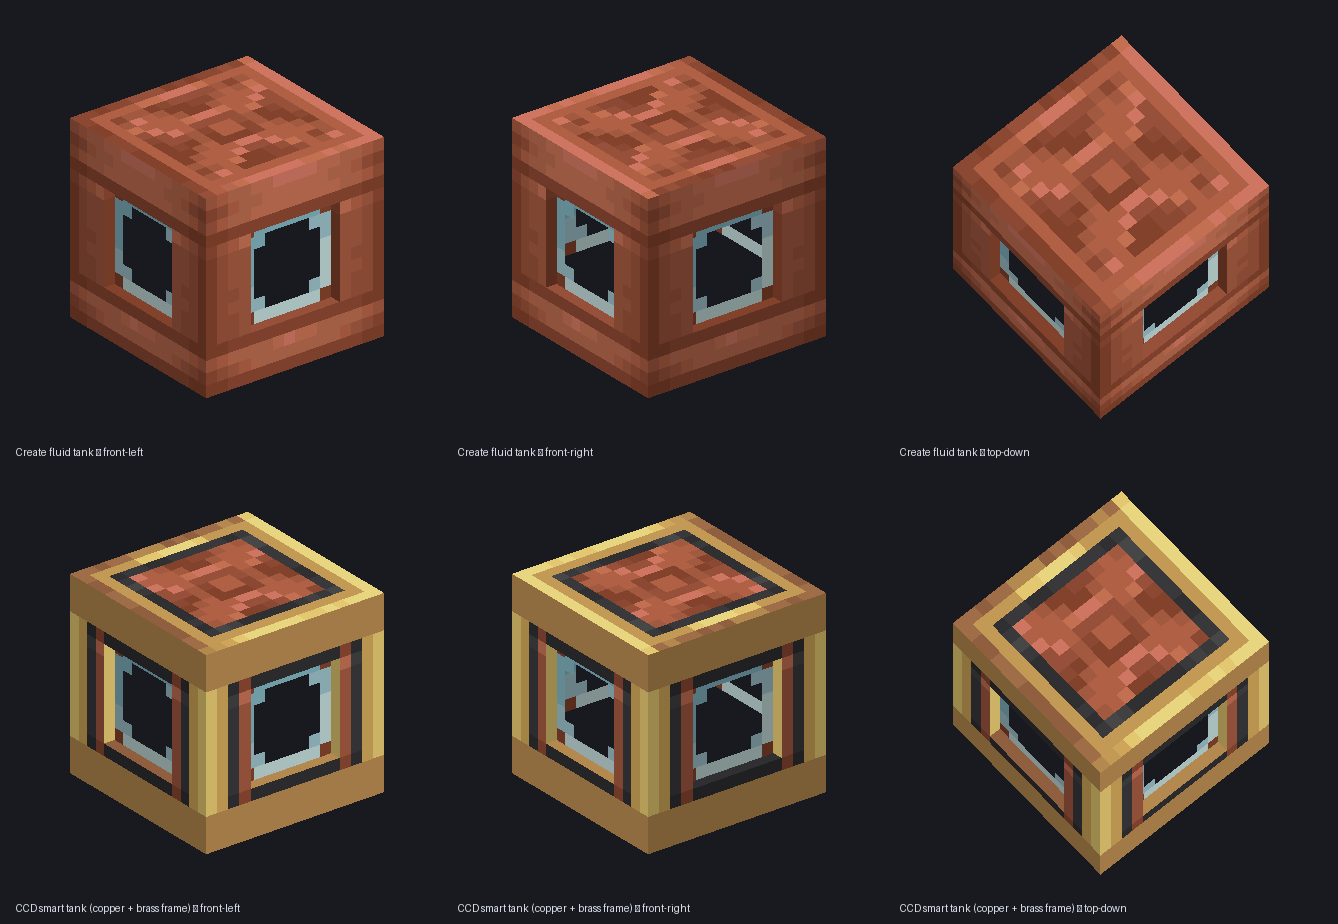 Create fluid tank ▯ front-left
Create fluid tank ▯ front-right
Create fluid tank ▯ top-down
CCD smart tank (copper + brass frame) ▯ front-left
CCD smart tank (copper + brass frame) ▯ front-right
CCD smart tank (copper + brass frame) ▯ top-down